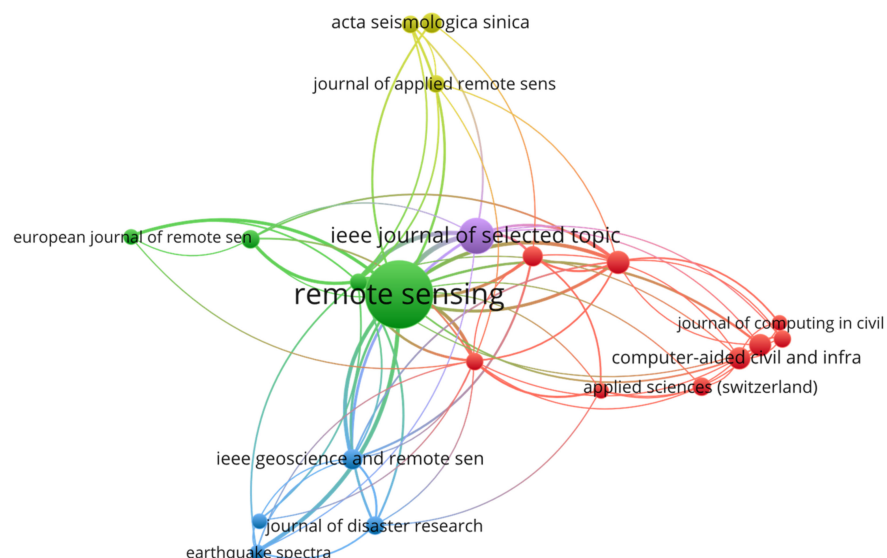 acta seismologica sinica
journal of applied remote sens
european journal of remote sen
ieee journal of selected topic
remote sensing
journal of computing in civil
computer-aided civil and infra
applied sciences (switzerland)
ieee geoscience and remote sen
journal of disaster research
earthquake spectra